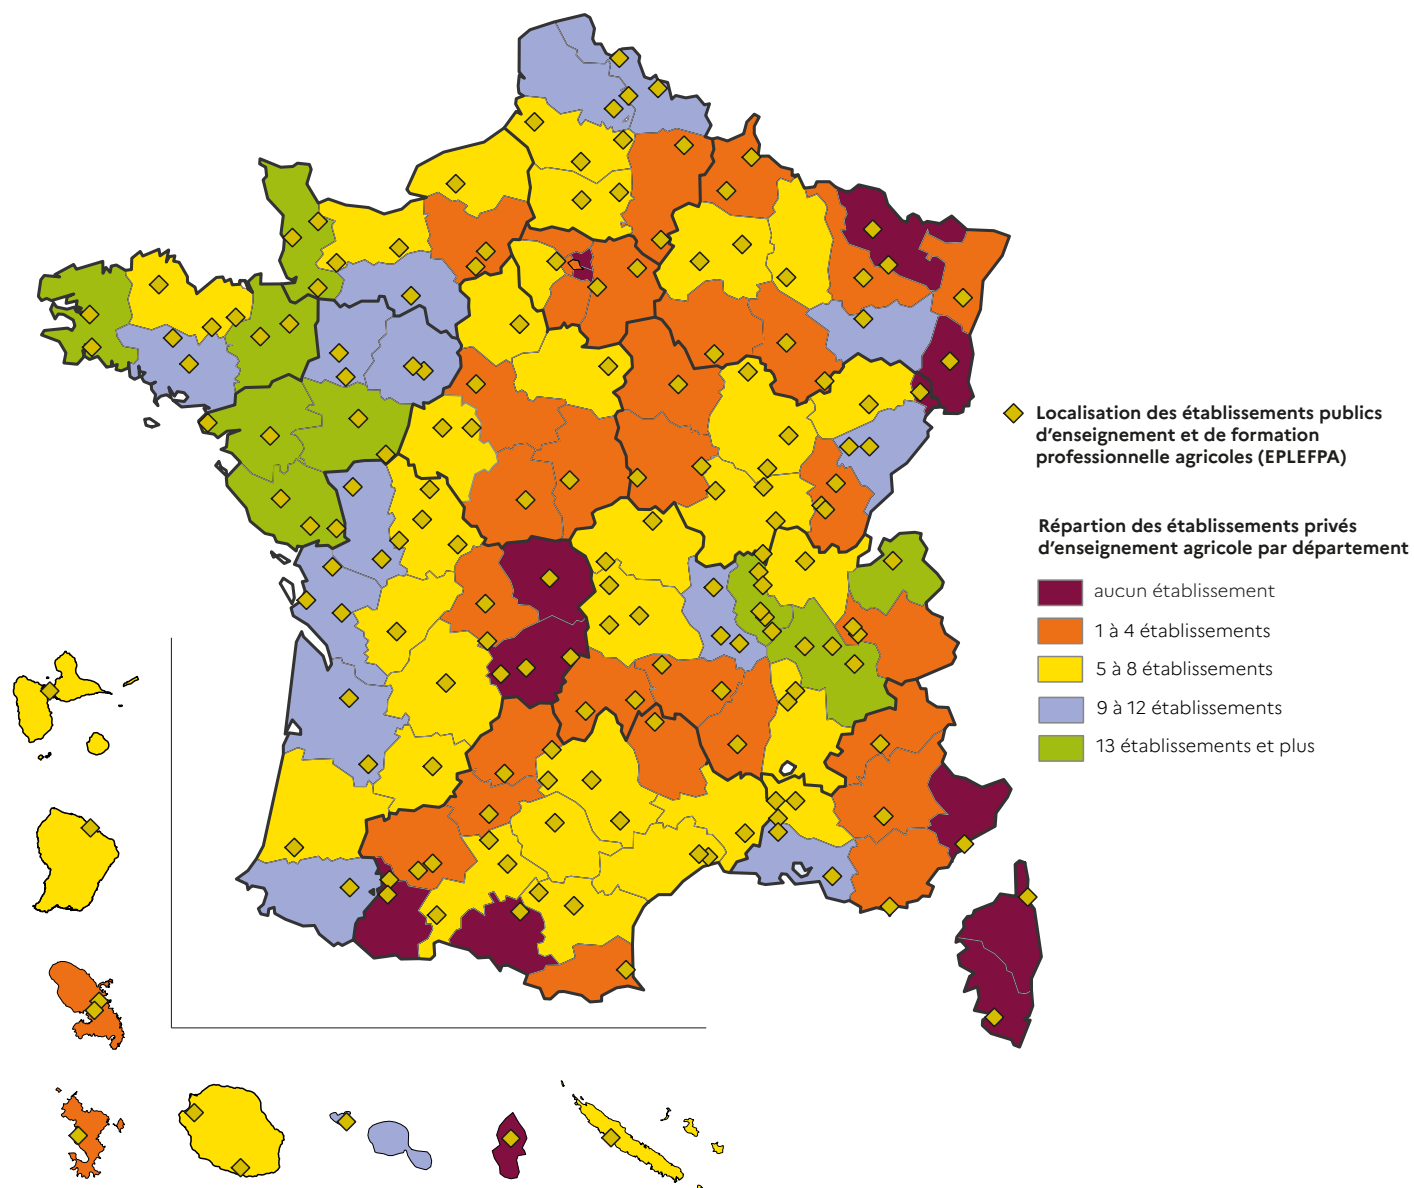 Localisation des établissements publics
d'enseignement et de formation
professionnelle agricoles (EPLEFPA)
Répartion des établissements privés
d'enseignement agricole par département
aucun établissement
1 à 4 établissements
5 à 8 établissements
9 à 12 établissements
13 établissements et plus